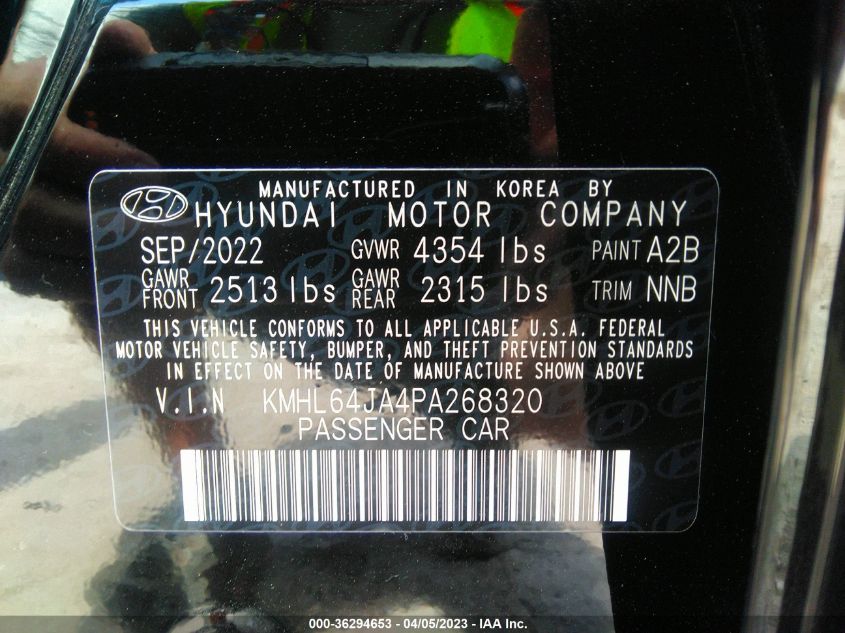 MANUFACTURED IN KOREA BY
HYUNDAI MOTOR COMPANY
SEP/2022 GVWR 4354 lbs PAINT A2B
GAWR FRONT 2513 lbs GAWR REAR 2315 lbs TRIM NNB
THIS VEHICLE CONFORMS TO ALL APPLICABLE U.S.A. FEDERAL
MOTOR VEHICLE SAFETY, BUMPER, AND THEFT PREVENTION STANDARDS
IN EFFECT ON THE DATE OF MANUFACTURE SHOWN ABOVE
V.I.N KMHL64JA4PA268320
PASSENGER CAR
000-36294653 - 04/05/2023 - IAA Inc.